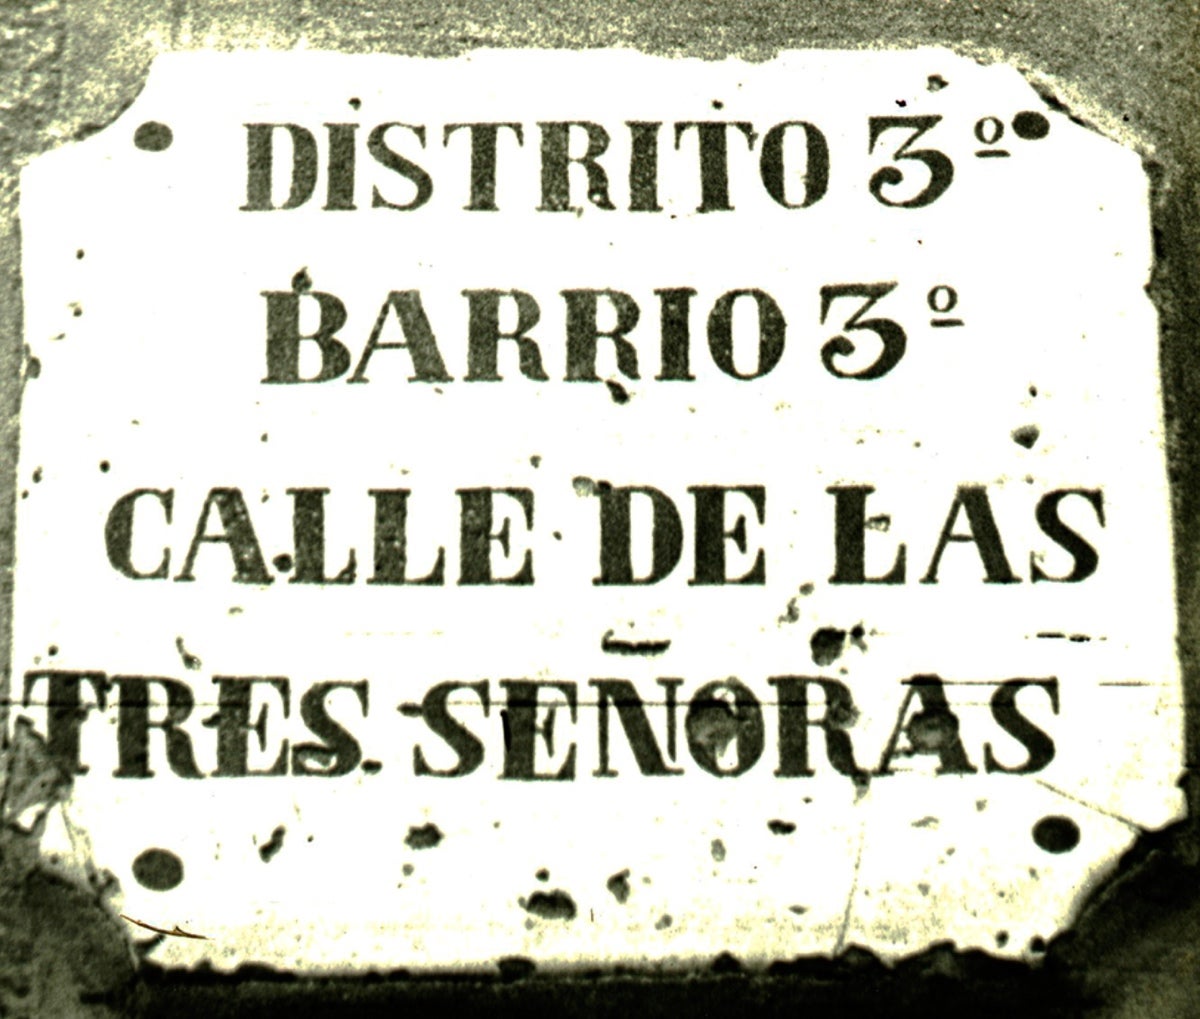 DISTRITO 3º
BARRIO 3º
CALLE DE LAS
TRES SEÑORAS